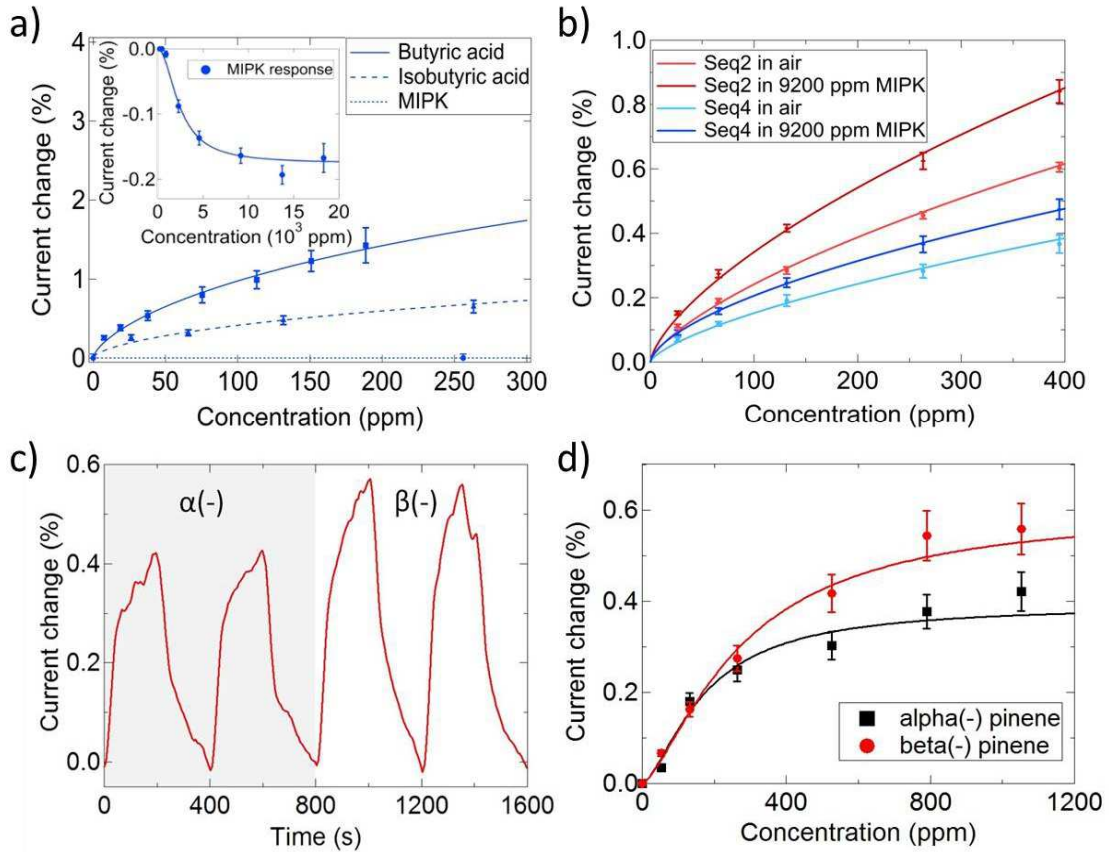 a)
4
3
2
1
0
Current change (%)
0
50
100
150
200
250
300
Concentration (ppm)
0.0
-0.1
-0.2
Current change (%)
MIPK response
0
5
10
15
20
Concentration (10³ ppm)
Butyric acid
Isobutyric acid
MIPK
b)
1.0
0.8
0.6
0.4
0.2
0.0
Current change (%)
Seq2 in air
Seq2 in 9200 ppm MIPK
Seq4 in air
Seq4 in 9200 ppm MIPK
0
100
200
300
400
Concentration (ppm)
c)
0.6
0.4
0.2
0.0
Current change (%)
α(-)
β(-)
0
400
800
1200
1600
Time (s)
d)
0.6
0.4
0.2
0.0
Current change (%)
alpha(-) pinene
beta(-) pinene
0
400
800
1200
Concentration (ppm)